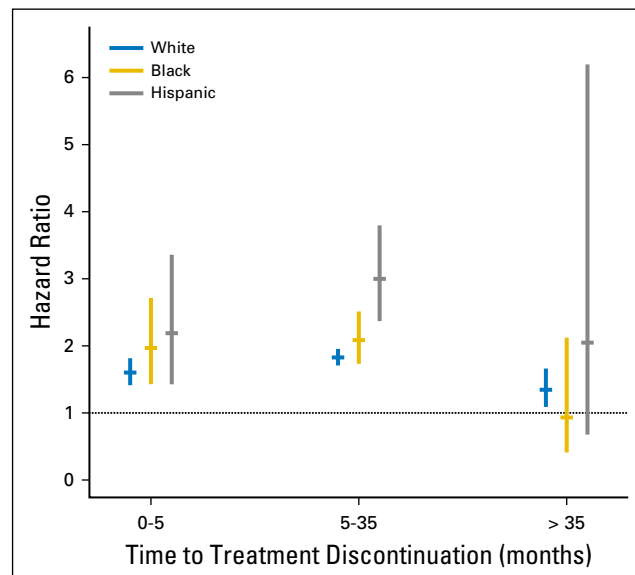 White
Black
Hispanic
6
5
4
3
2
1
0
Hazard Ratio
0-5
5-35
> 35
Time to Treatment Discontinuation (months)